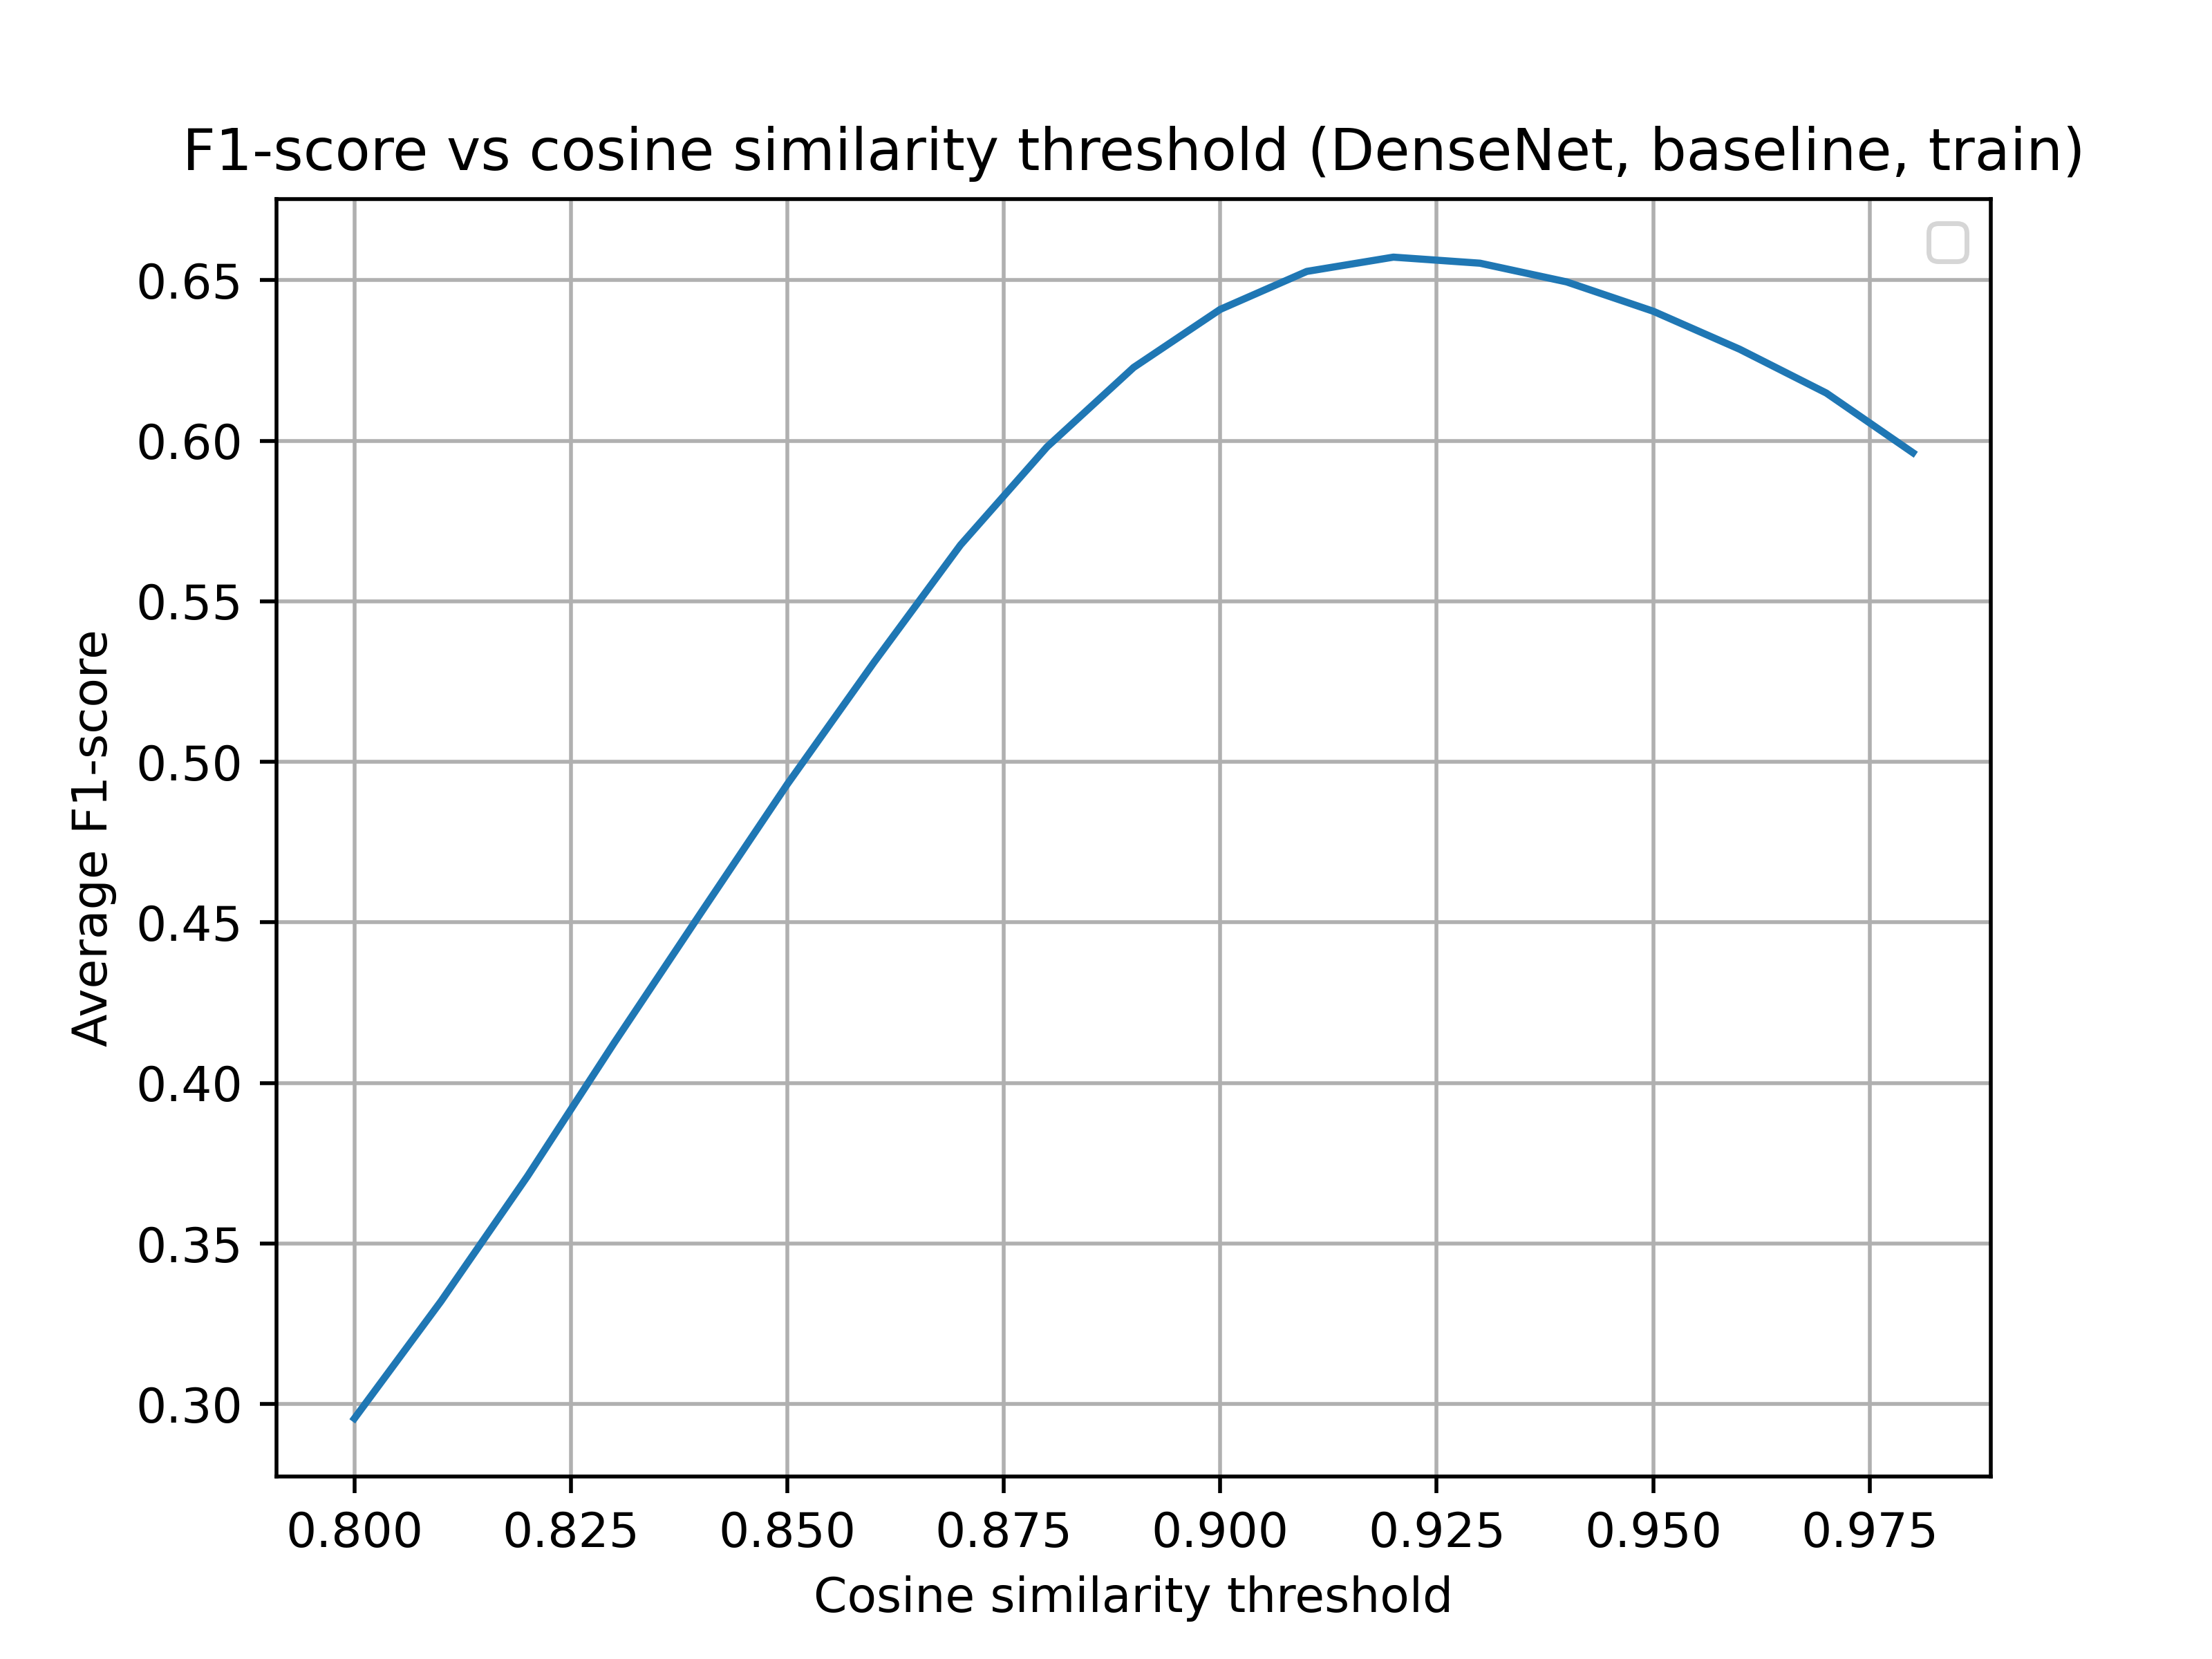 F1-score vs cosine similarity threshold (DenseNet, baseline, train)
0.65
0.60
0.55
0.50
0.45
0.40
0.35
0.30
Average F1-score
0.800 0.825 0.850 0.875 0.900 0.925 0.950 0.975
Cosine similarity threshold